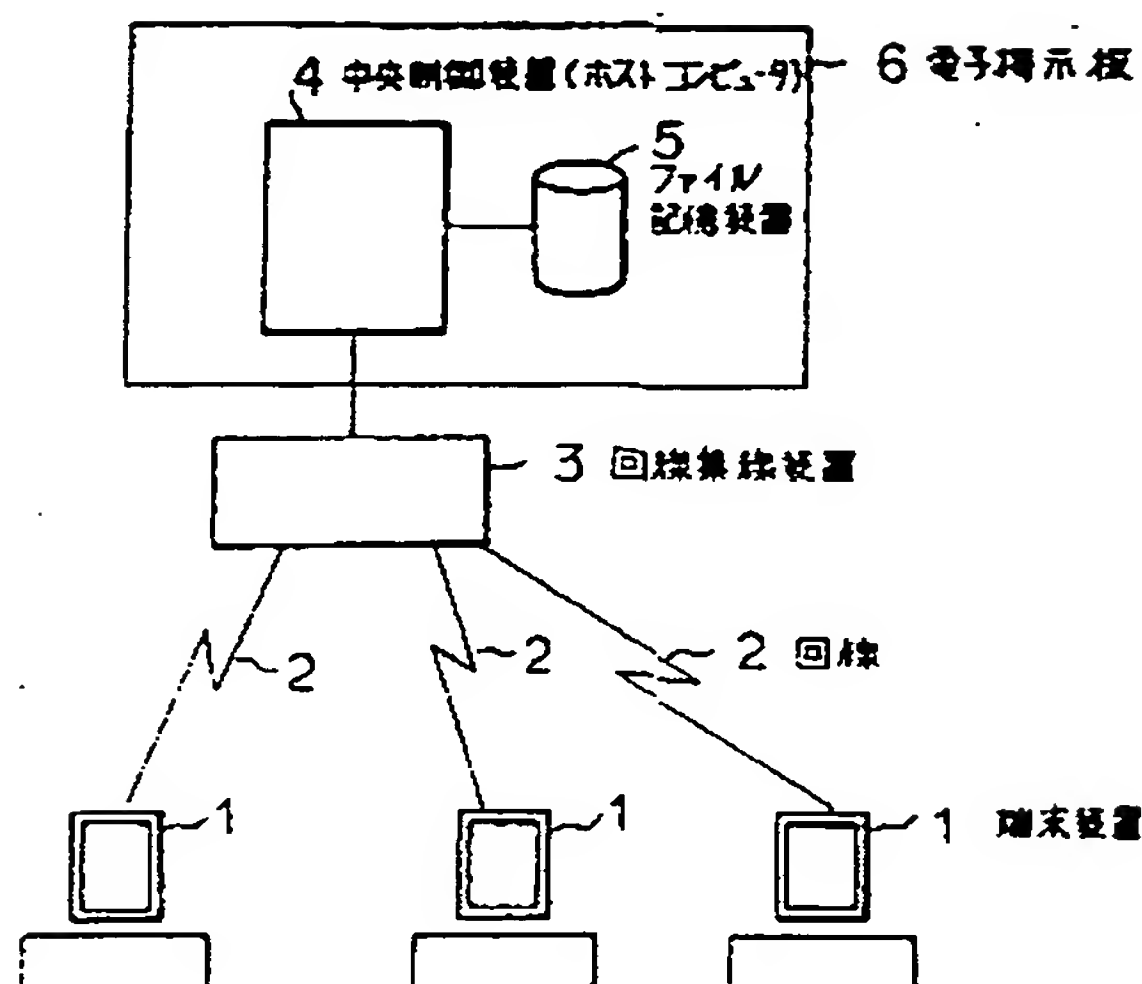 4 中央制御装置(ホストコンピュータ)
6 電子掲示板
5
ファイル
記憶装置
3 回線集線装置
2
2
2 回線
1
1
1 端末装置